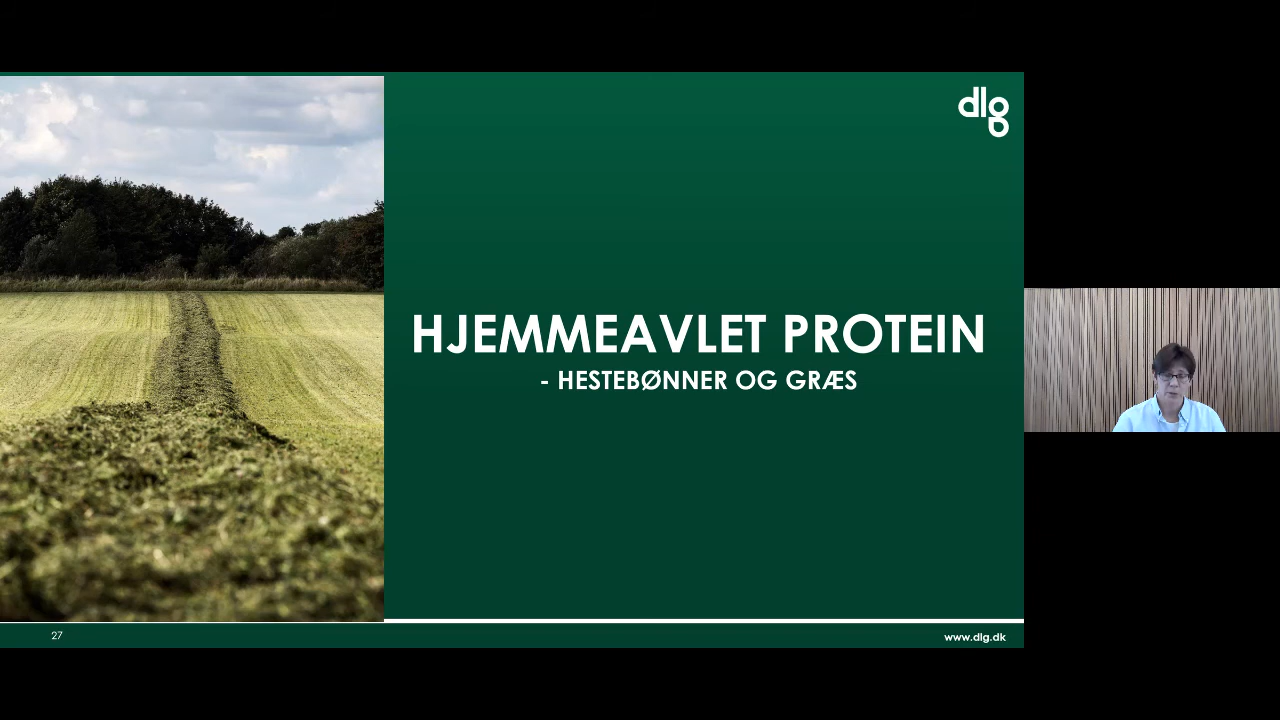 dlg
HJEMMEAVLET PROTEIN
- HESTEBØNNER OG GRÆS
27
www.dlg.dk